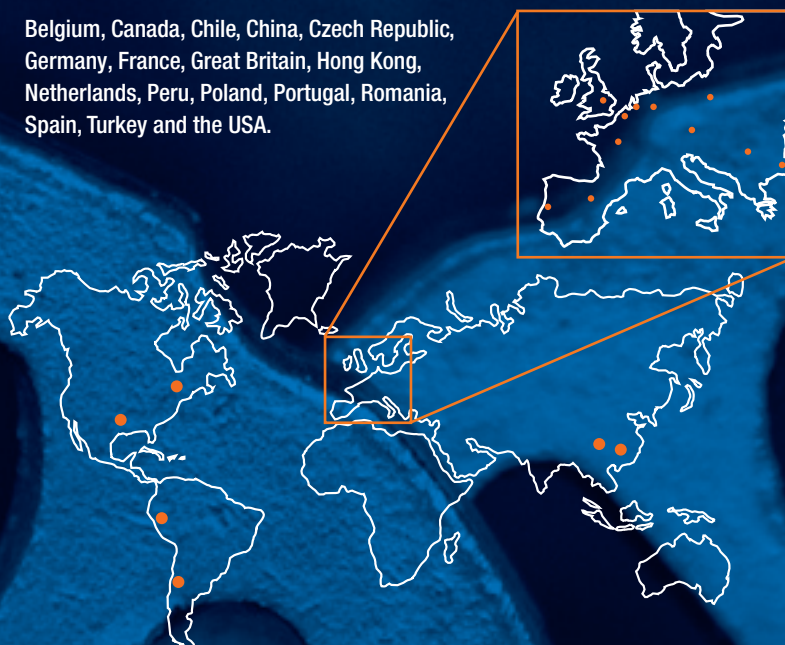 Belgium, Canada, Chile, China, Czech Republic,
Germany, France, Great Britain, Hong Kong,
Netherlands, Peru, Poland, Portugal, Romania,
Spain, Turkey and the USA.